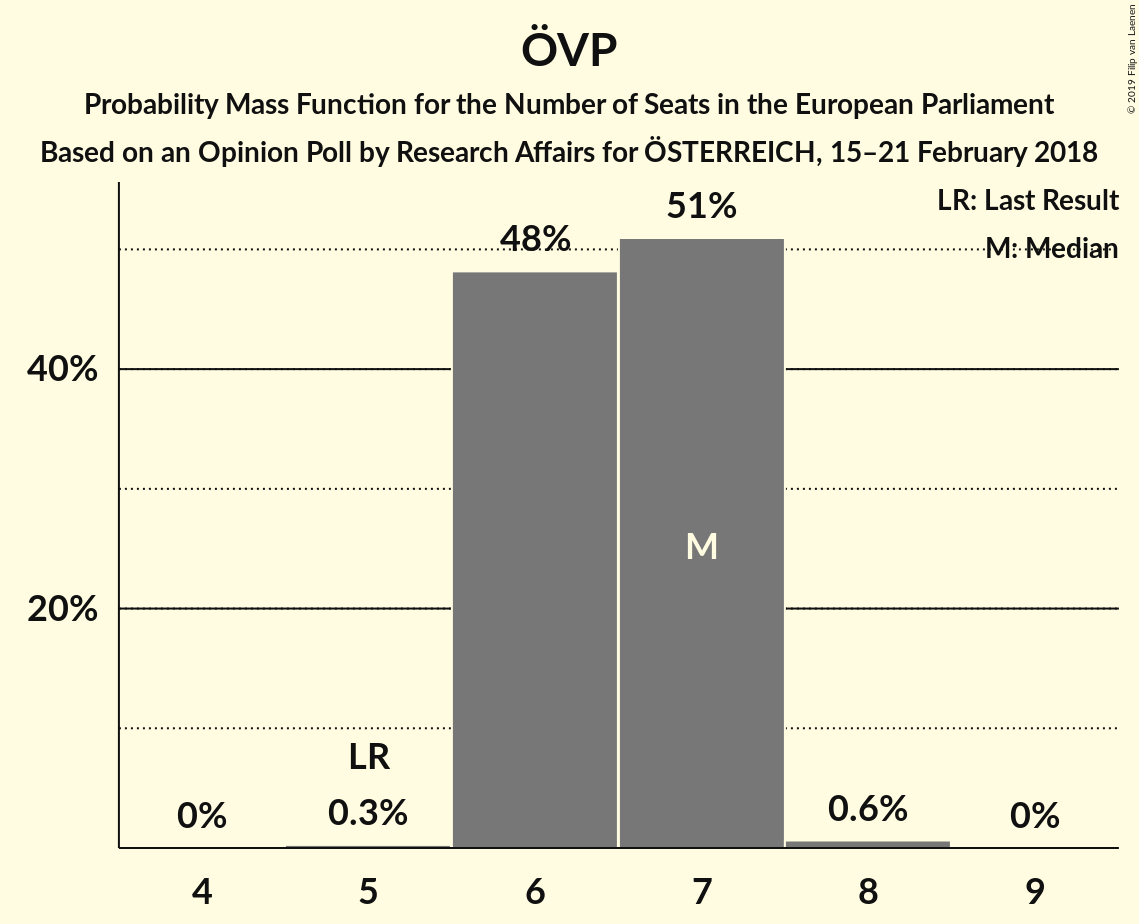 ÖVP
Probability Mass Function for the Number of Seats in the European Parliament
Based on an Opinion Poll by Research Affairs for ÖSTERREICH, 15–21 February 2018
© 2019 Filip van Laenen
LR: Last Result
M: Median
51%
48%
40%
M
20%
LR
0%
0.3%
0.6%
0%
4 5 6 7 8 9